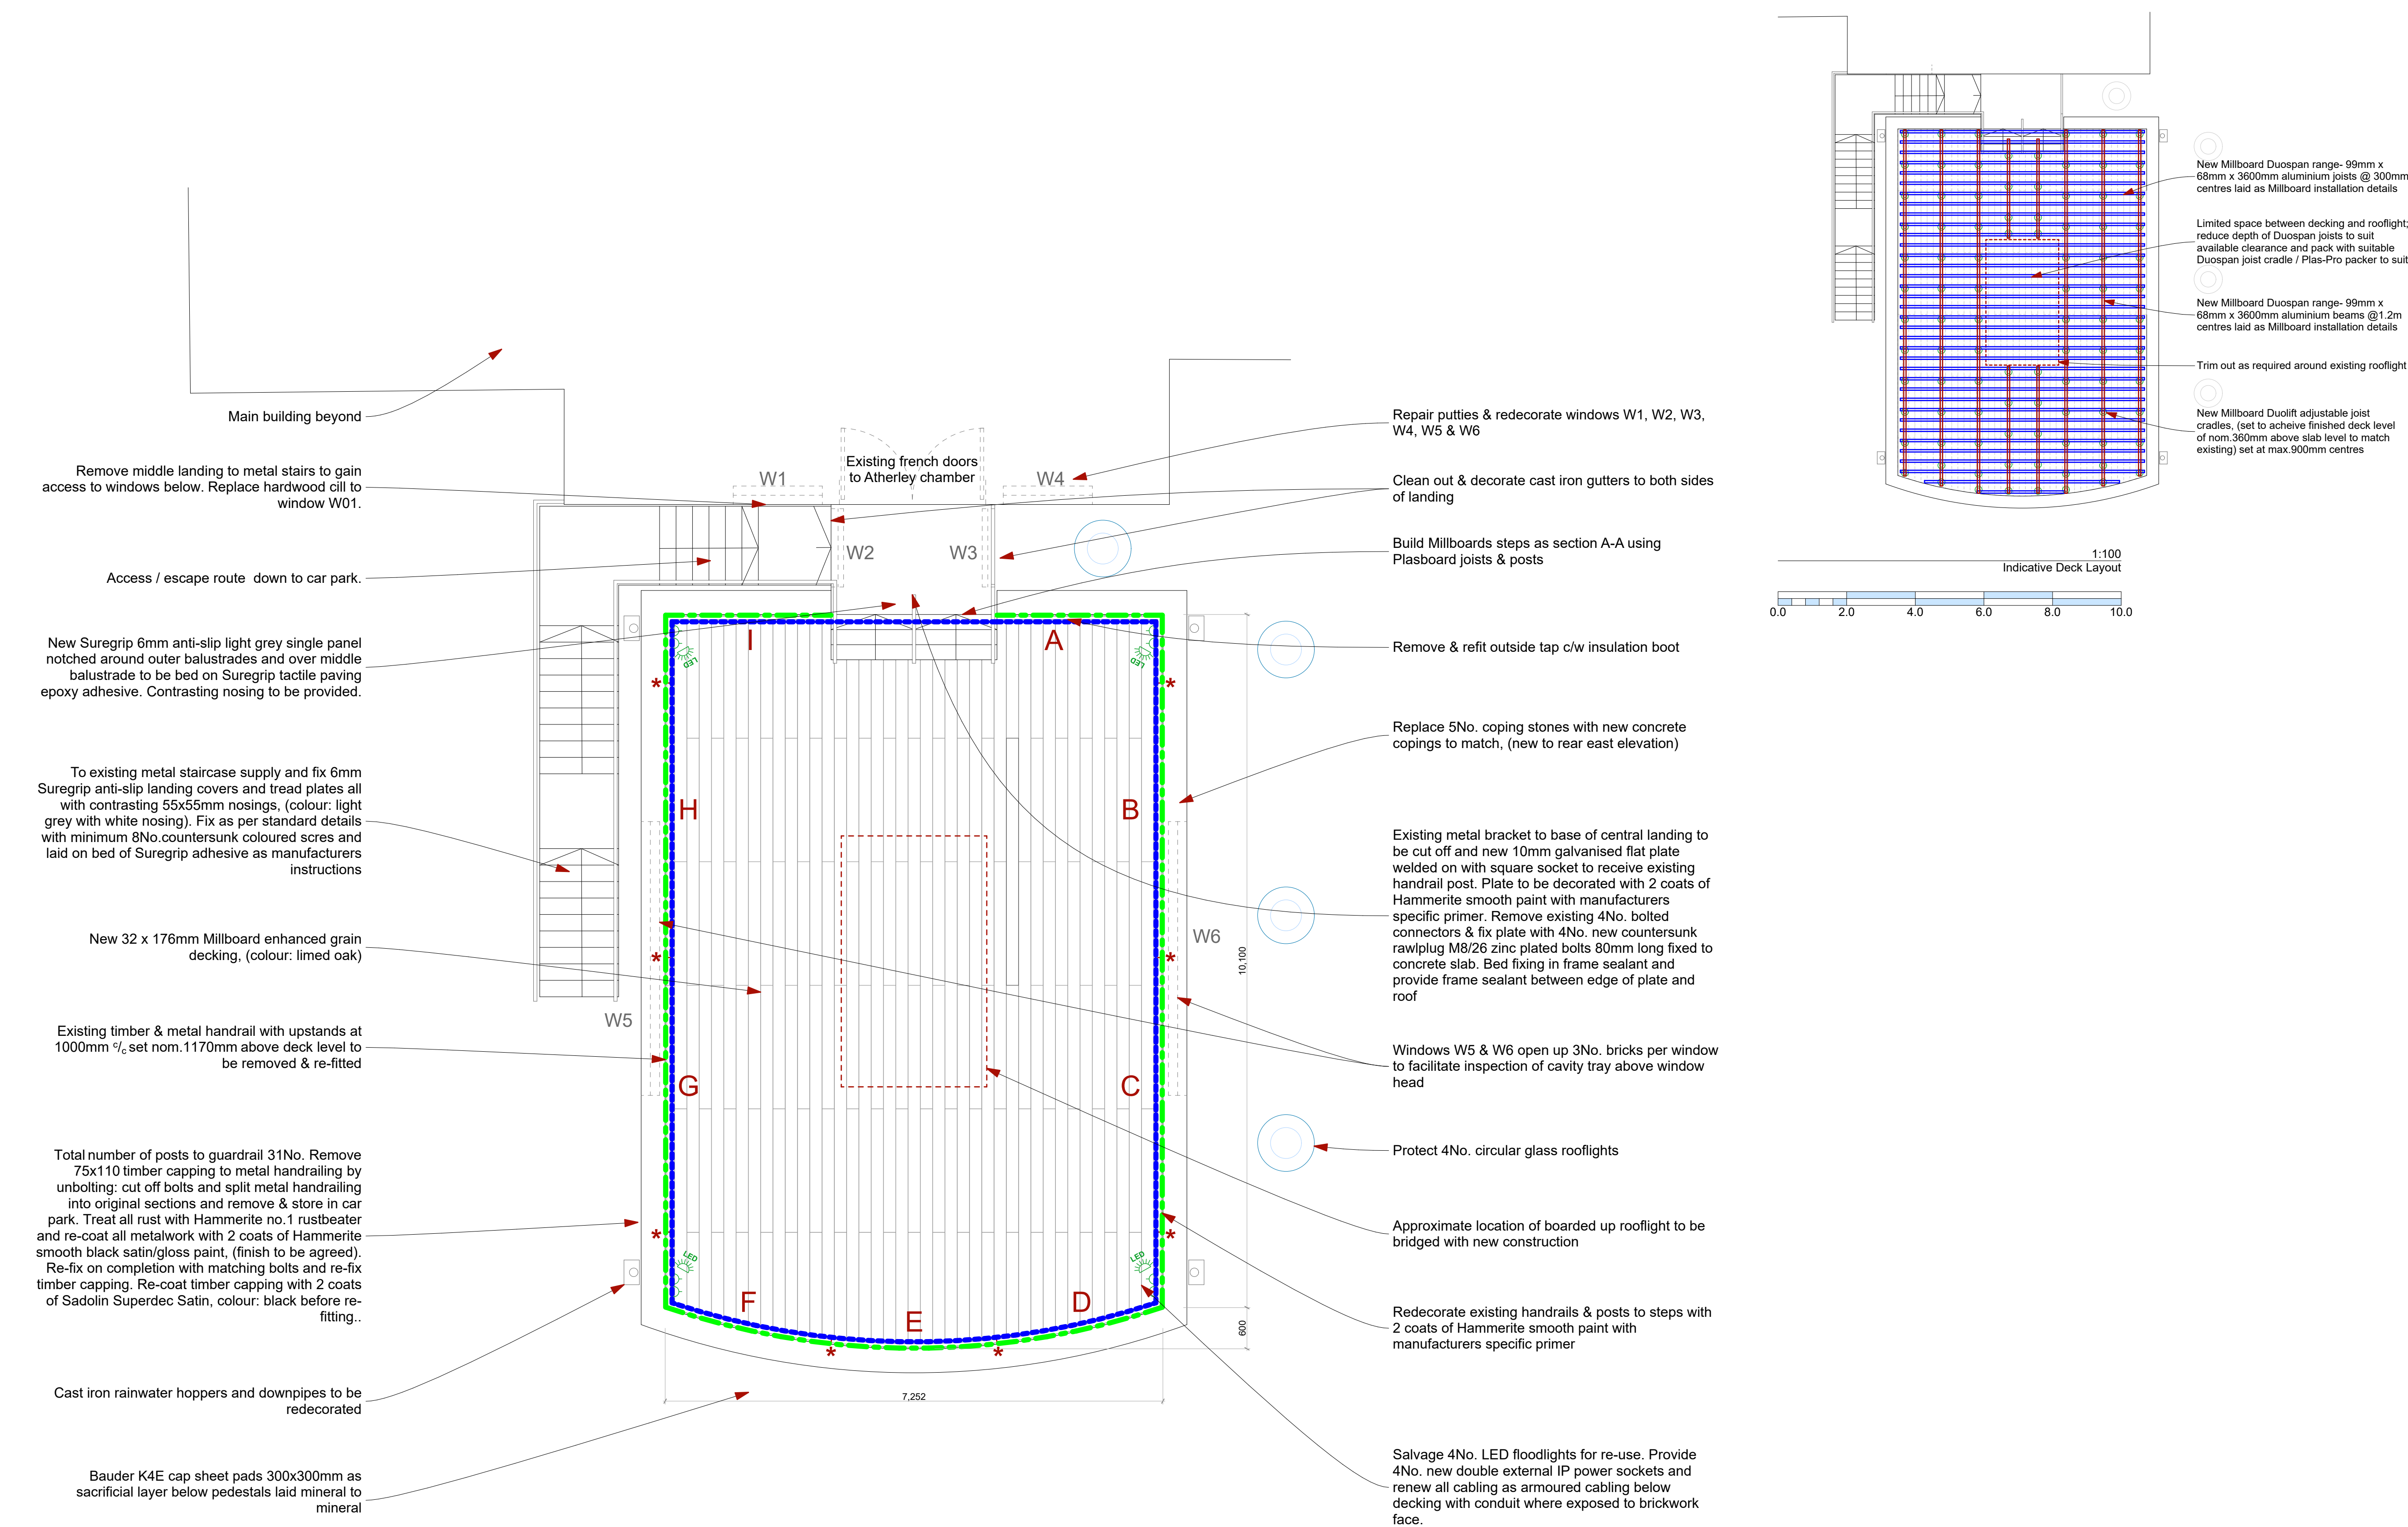 Main building beyond
Remove middle landing to metal stairs to gain
access to windows below. Replace hardwood cill to
window W01.
Access / escape route  down to car park.
New Suregrip 6mm anti-slip light grey single panel
notched around outer balustrades and over middle
balustrade to be bed on Suregrip tactile paving
epoxy adhesive. Contrasting nosing to be provided.
To existing metal staircase supply and fix 6mm
Suregrip anti-slip landing covers and tread plates all
with contrasting 55x55mm nosings, (colour: light
grey with white nosing). Fix as per standard details
with minimum 8No.countersunk coloured scres and
laid on bed of Suregrip adhesive as manufacturers
instructions
New 32 x 176mm Millboard enhanced grain
decking, (colour: limed oak)
Existing timber & metal handrail with upstands at
1000mm c/c set nom.1170mm above deck level to
be removed & re-fitted
Total number of posts to guardrail 31No. Remove
75x110 timber capping to metal handrailing by
unbolting: cut off bolts and split metal handrailing
into original sections and remove & store in car
park. Treat all rust with Hammerite no.1 rustbeater
and re-coat all metalwork with 2 coats of Hammerite
smooth black satin/gloss paint, (finish to be agreed).
Re-fix on completion with matching bolts and re-fix
timber capping. Re-coat timber capping with 2 coats
of Sadolin Superdec Satin, colour: black before re-
fitting..
Cast iron rainwater hoppers and downpipes to be
redecorated
Bauder K4E cap sheet pads 300x300mm as
sacrificial layer below pedestals laid mineral to
mineral
Existing french doors
to Atherley chamber
W1
W4
W2
W3
I
A
LED
LED
*
*
H
B
W6
*
*
10,100
W5
G
C
*
*
LED
LED
F
E
D
*
*
600
7,252
Repair putties & redecorate windows W1, W2, W3,
W4, W5 & W6
Clean out & decorate cast iron gutters to both sides
of landing
Build Millboards steps as section A-A using
Plasboard joists & posts
Remove & refit outside tap c/w insulation boot
Replace 5No. coping stones with new concrete
copings to match, (new to rear east elevation)
Existing metal bracket to base of central landing to
be cut off and new 10mm galvanised flat plate
welded on with square socket to receive existing
handrail post. Plate to be decorated with 2 coats of
Hammerite smooth paint with manufacturers
specific primer. Remove existing 4No. bolted
connectors & fix plate with 4No. new countersunk
rawlplug M8/26 zinc plated bolts 80mm long fixed to
concrete slab. Bed fixing in frame sealant and
provide frame sealant between edge of plate and
roof
Windows W5 & W6 open up 3No. bricks per window
to facilitate inspection of cavity tray above window
head
Protect 4No. circular glass rooflights
Approximate location of boarded up rooflight to be
bridged with new construction
Redecorate existing handrails & posts to steps with
2 coats of Hammerite smooth paint with
manufacturers specific primer
Salvage 4No. LED floodlights for re-use. Provide
4No. new double external IP power sockets and
renew all cabling as armoured cabling below
decking with conduit where exposed to brickwork
face.
New Millboard Duospan range- 99mm x
68mm x 3600mm aluminium joists @ 300mm
centres laid as Millboard installation details
Limited space between decking and rooflight;
reduce depth of Duospan joists to suit
available clearance and pack with suitable
Duospan joist cradle / Plas-Pro packer to suit
New Millboard Duospan range- 99mm x
68mm x 3600mm aluminium beams @1.2m
centres laid as Millboard installation details
Trim out as required around existing rooflight
New Millboard Duolift adjustable joist
cradles, (set to acheive finished deck level
of nom.360mm above slab level to match
existing) set at max.900mm centres
1:100
Indicative Deck Layout
0.0 2.0 4.0 6.0 8.0 10.0